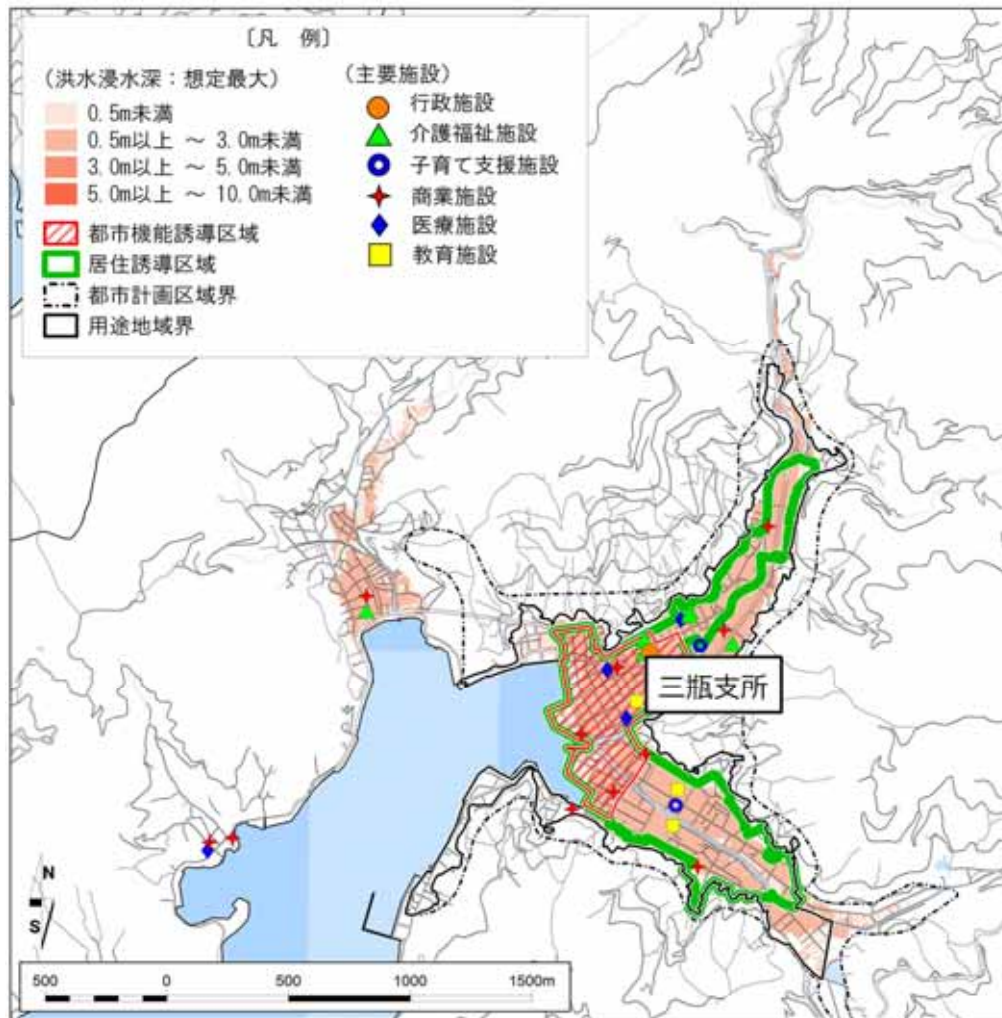 〔凡 例〕
(洪水浸水深：想定最大)
0.5m未満
0.5m以上 ～ 3.0m未満
3.0m以上 ～ 5.0m未満
5.0m以上 ～ 10.0m未満
都市機能誘導区域
居住誘導区域
都市計画区域界
用途地域界
(主要施設)
行政施設
介護福祉施設
子育て支援施設
商業施設
医療施設
教育施設
三瓶支所
N
S
500 0 500 1000 1500m